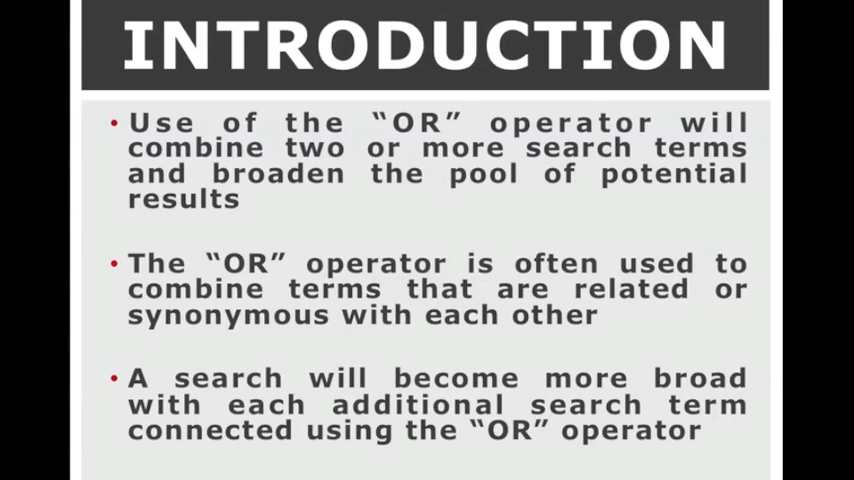 INTRODUCTION
• Use of the “OR” operator will
combine two or more search terms
and broaden the pool of potential
results
• The “OR” operator is often used to
combine terms that are related or
synonymous with each other
• A search will become more broad
with each additional search term
connected using the “OR” operator